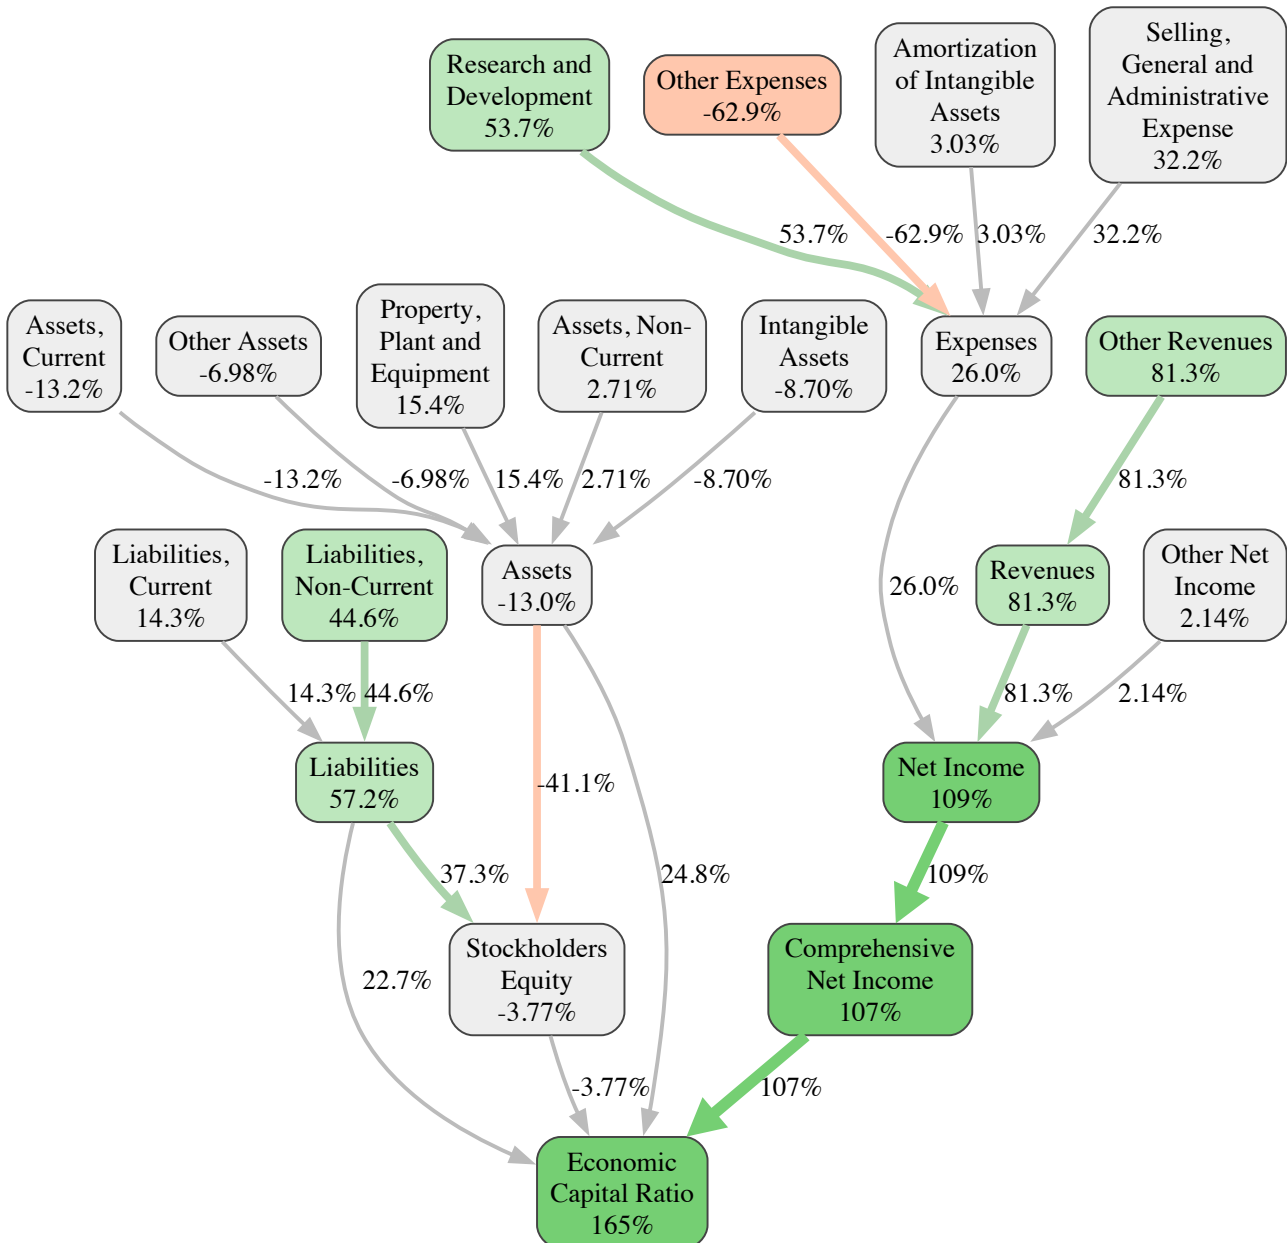 Research and
Development
53.7%
Other Expenses
-62.9%
Amortization
of Intangible
Assets
3.03%
Selling,
General and
Administrative
Expense
32.2%
53.7%
-62.9%
3.03%
32.2%
Assets,
Current
-13.2%
Other Assets
-6.98%
Property,
Plant and
Equipment
15.4%
Assets, Non-
Current
2.71%
Intangible
Assets
-8.70%
Expenses
26.0%
Other Revenues
81.3%
-13.2%
-6.98%
15.4%
2.71%
-8.70%
81.3%
Liabilities,
Current
14.3%
Liabilities,
Non-Current
44.6%
Assets
-13.0%
26.0%
Revenues
81.3%
Other Net
Income
2.14%
14.3%
44.6%
81.3%
2.14%
Liabilities
57.2%
-41.1%
Net Income
109%
37.3%
24.8%
109%
22.7%
Stockholders
Equity
-3.77%
Comprehensive
Net Income
107%
-3.77%
107%
Economic
Capital Ratio
165%